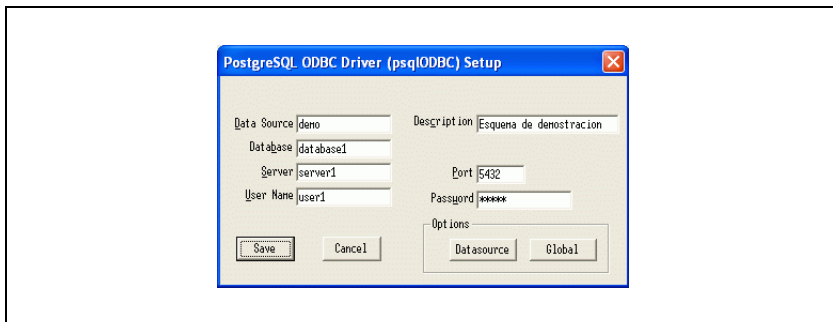 PostgreSQL ODBC Driver (psqlODBC) Setup
Data Source demo
Description Esquema de demostracion
Database database1
Server server1
Port 5432
User Name user1
Password *****
Options
Save
Cancel
Datasource
Global